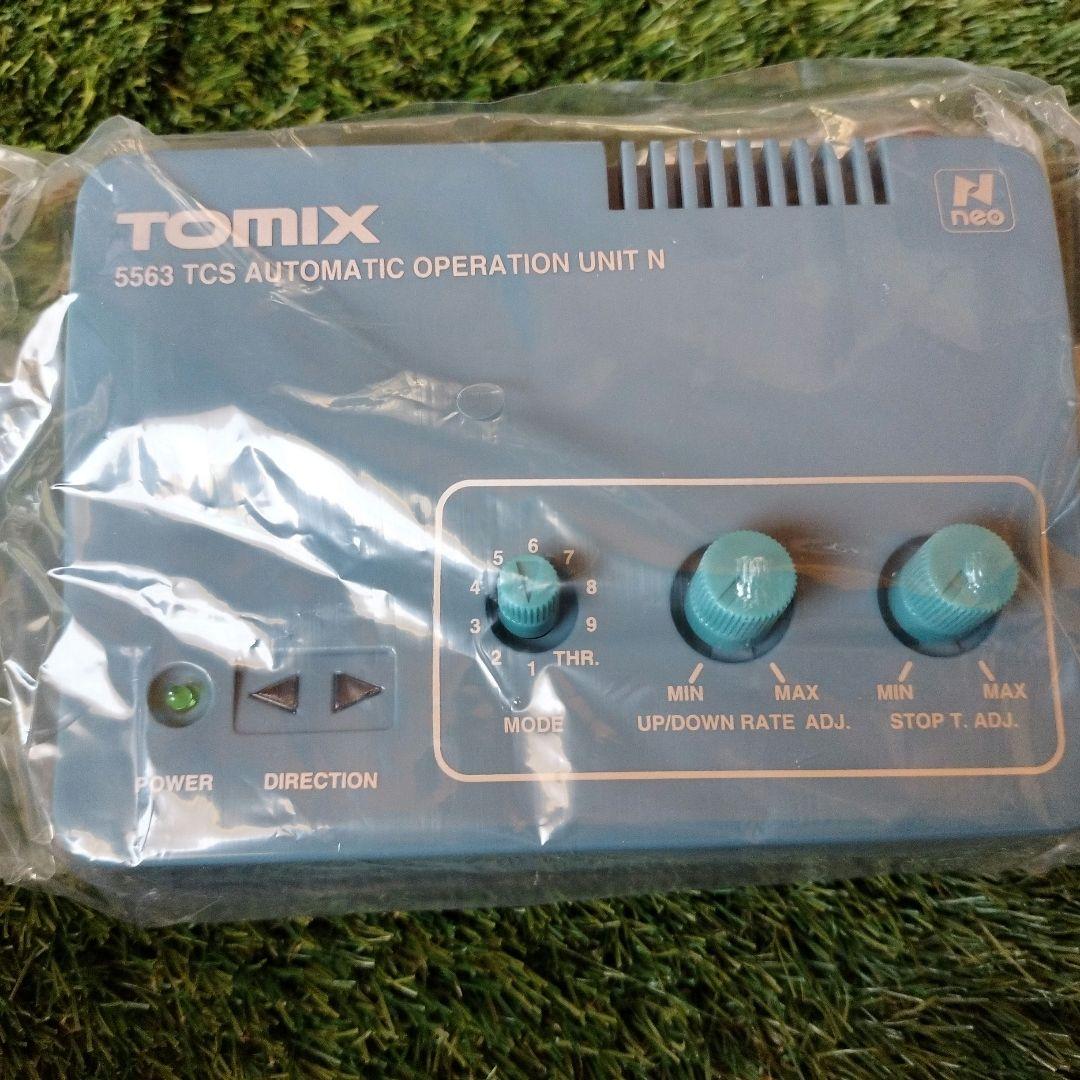 TOMIX
5563 TCS AUTOMATIC OPERATION UNIT N
N
neo
1
2
3
4
5
6
7
8
9
THR.
MODE
MIN
MAX
UP/DOWN RATE ADJ.
MIN
MAX
STOP T. ADJ.
POWER
DIRECTION